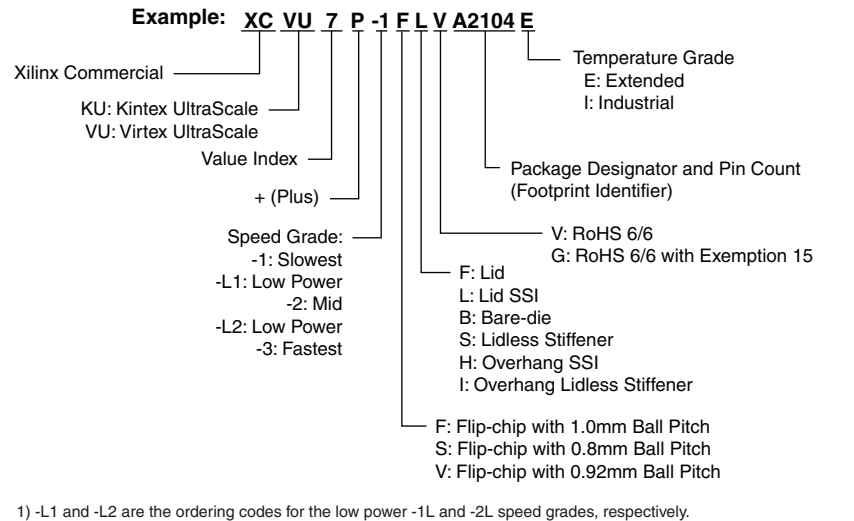 Example: XC VU 7 P -1 F L V A2104 E
Temperature Grade
E: Extended
I: Industrial
Xilinx Commercial
KU: Kintex UltraScale
VU: Virtex UltraScale
Value Index
Package Designator and Pin Count
(Footprint Identifier)
+ (Plus)
Speed Grade:
-1: Slowest
-L1: Low Power
-2: Mid
-L2: Low Power
-3: Fastest
V: RoHS 6/6
G: RoHS 6/6 with Exemption 15
F: Lid
L: Lid SSI
B: Bare-die
S: Lidless Stiffener
H: Overhang SSI
I: Overhang Lidless Stiffener
F: Flip-chip with 1.0mm Ball Pitch
S: Flip-chip with 0.8mm Ball Pitch
V: Flip-chip with 0.92mm Ball Pitch
1) -L1 and -L2 are the ordering codes for the low power -1L and -2L speed grades, respectively.